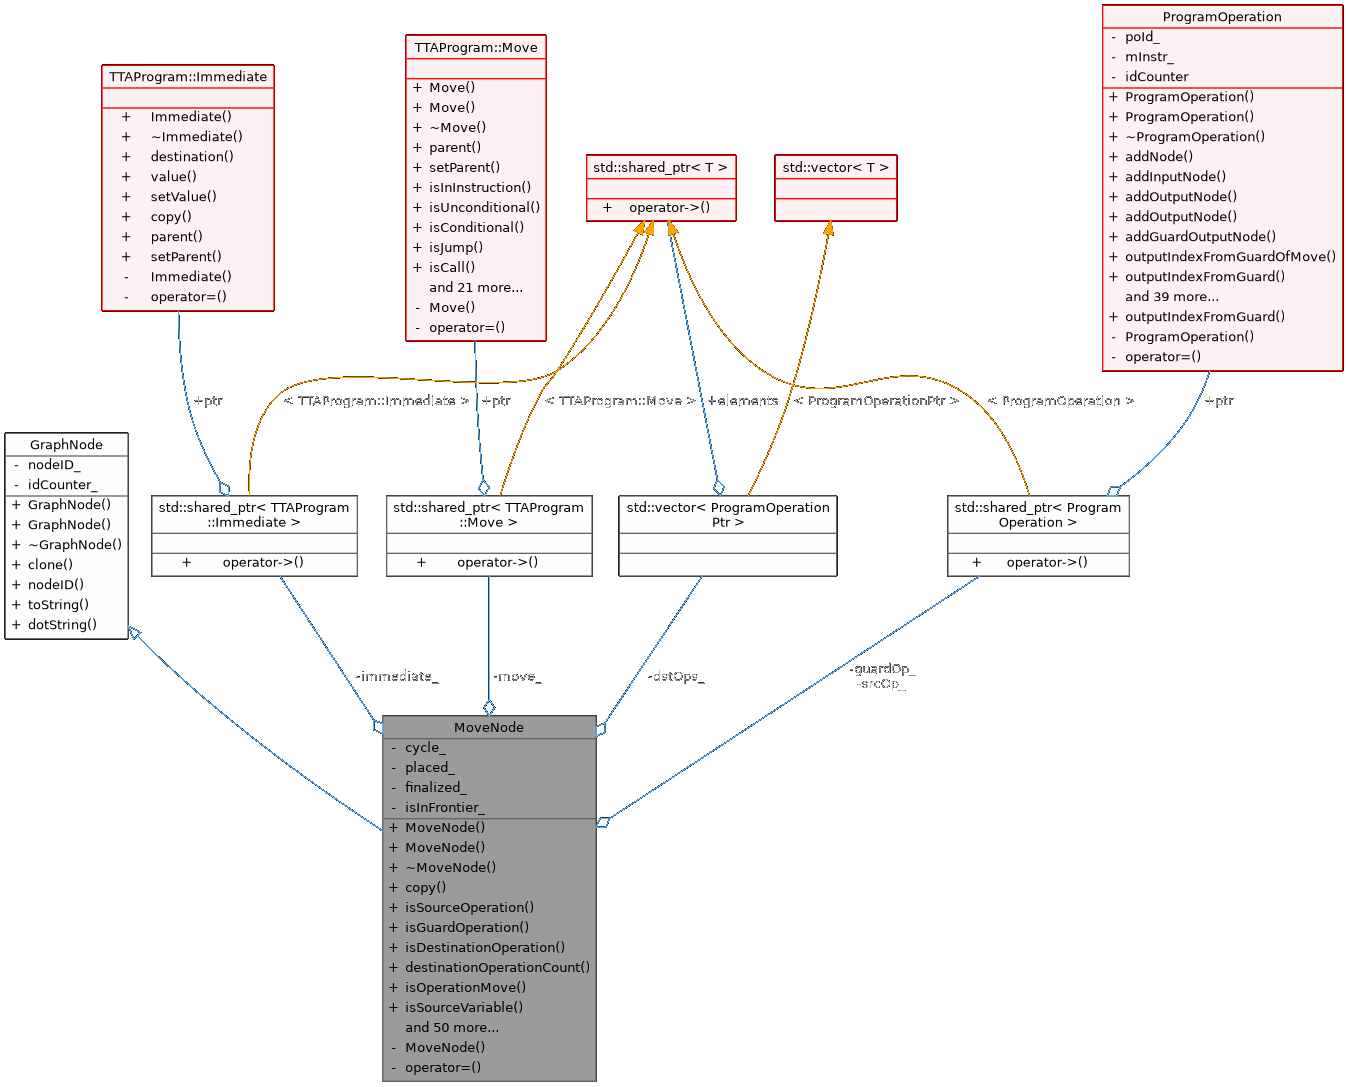 ProgramOperation
- poId_
- mInstr_
- idCounter
+ ProgramOperation()
+ ProgramOperation()
+ ~ProgramOperation()
+ addNode()
+ addInputNode()
+ addOutputNode()
+ addOutputNode()
+ addGuardOutputNode()
+ outputIndexFromGuardOfMove()
+ outputIndexFromGuard()
and 39 more...
+ outputIndexFromGuard()
- ProgramOperation()
- operator=()
TTAProgram::Move
+ Move()
+ Move()
+ ~Move()
+ parent()
+ setParent()
+ isInInstruction()
+ isUnconditional()
+ isConditional()
+ isJump()
+ isCall()
and 21 more...
- Move()
- operator=()
TTAProgram::Immediate
+ Immediate()
+ ~Immediate()
+ destination()
+ value()
+ setValue()
+ copy()
+ parent()
+ setParent()
- Immediate()
- operator=()
std::shared_ptr< T >
+ operator->()
std::vector< T >
+ptr
< TTAProgram::Immediate >
+ptr
< TTAProgram::Move >
+elements
< ProgramOperationPtr >
< ProgramOperation >
+ptr
GraphNode
- nodeID_
- idCounter_
+ GraphNode()
+ GraphNode()
+ ~GraphNode()
+ clone()
+ nodeID()
+ toString()
+ dotString()
std::shared_ptr< TTAProgram
::Immediate >
+ operator->()
std::shared_ptr< TTAProgram
::Move >
+ operator->()
std::vector< ProgramOperation
Ptr >
std::shared_ptr< Program
Operation >
+ operator->()
-immediate_
-move_
-dstOps_
-guardOp_
-srcOp_
MoveNode
- cycle_
- placed_
- finalized_
- isInFrontier_
+ MoveNode()
+ MoveNode()
+ ~MoveNode()
+ copy()
+ isSourceOperation()
+ isGuardOperation()
+ isDestinationOperation()
+ destinationOperationCount()
+ isOperationMove()
+ isSourceVariable()
and 50 more...
- MoveNode()
- operator=()